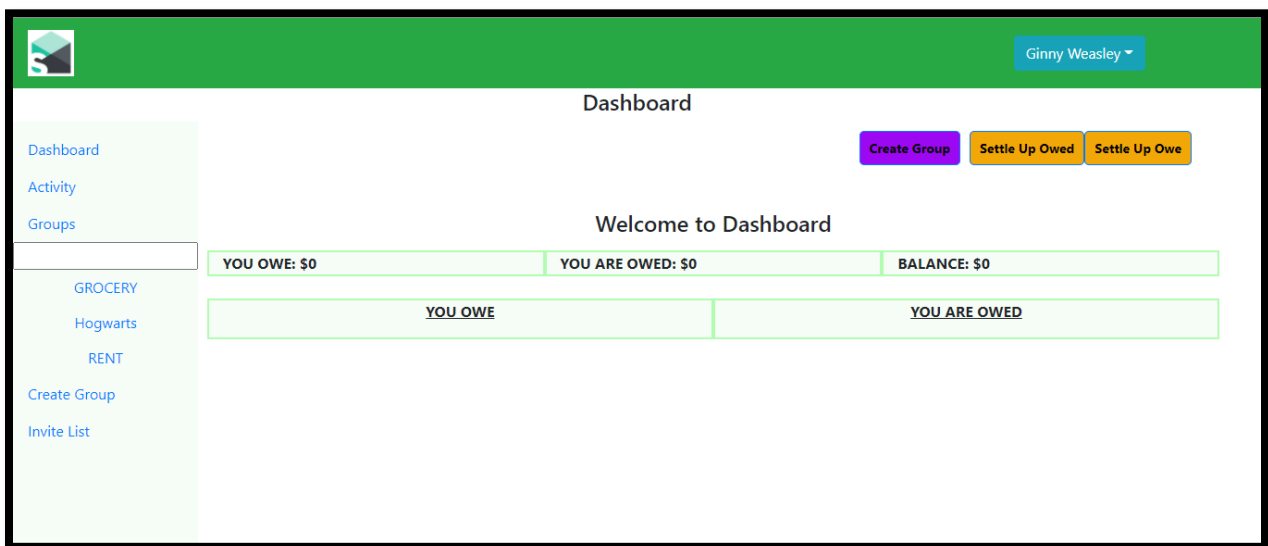 Ginny Weasley
Dashboard
Dashboard
Activity
Groups
GROCERY
Hogwarts
RENT
Create Group
Invite List
Create Group Settle Up Owed Settle Up Owe
Welcome to Dashboard
YOU OWE: $0 YOU ARE OWED: $0 BALANCE: $0
YOU OWE YOU ARE OWED